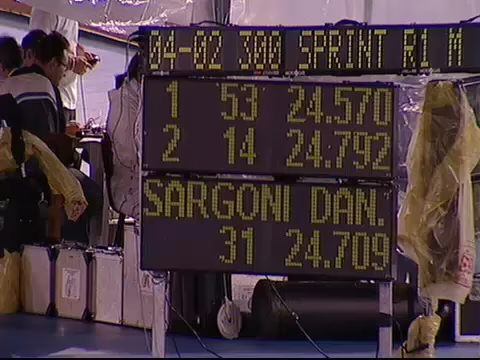 04-02 300 SPRINT R1 M
1 53 24.570
2 14 24.792
SARGONI DAN.
31 24.709